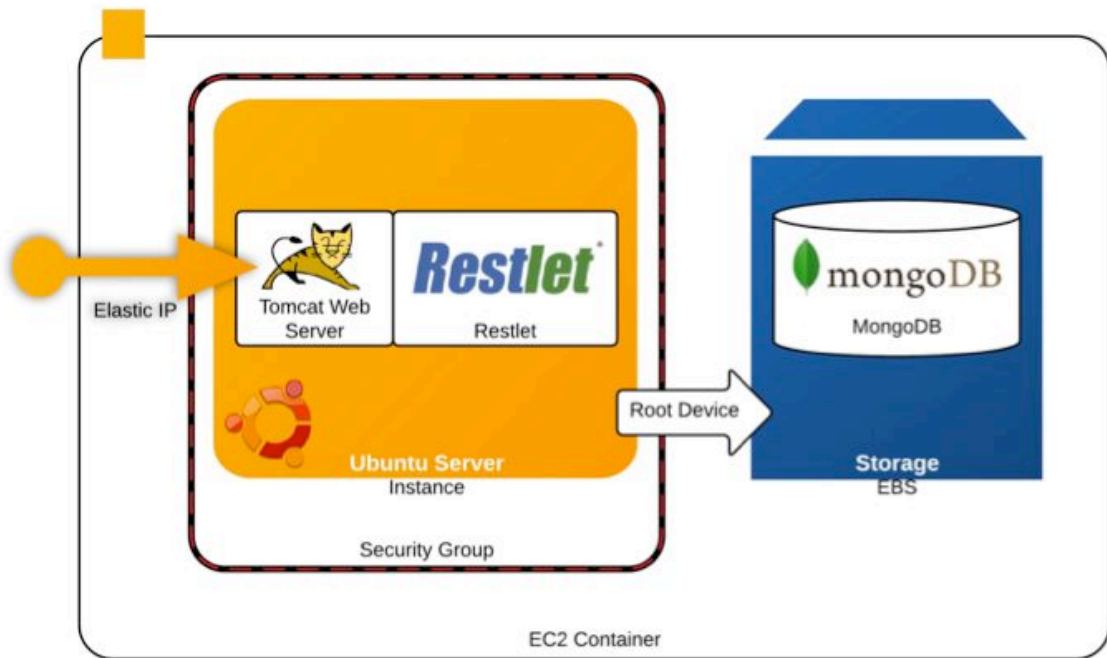 Elastic IP
Restlet
Tomcat Web
Server
Restlet
Ubuntu Server
Instance
Security Group
Root Device
mongoDB
MongoDB
Storage
EBS
EC2 Container